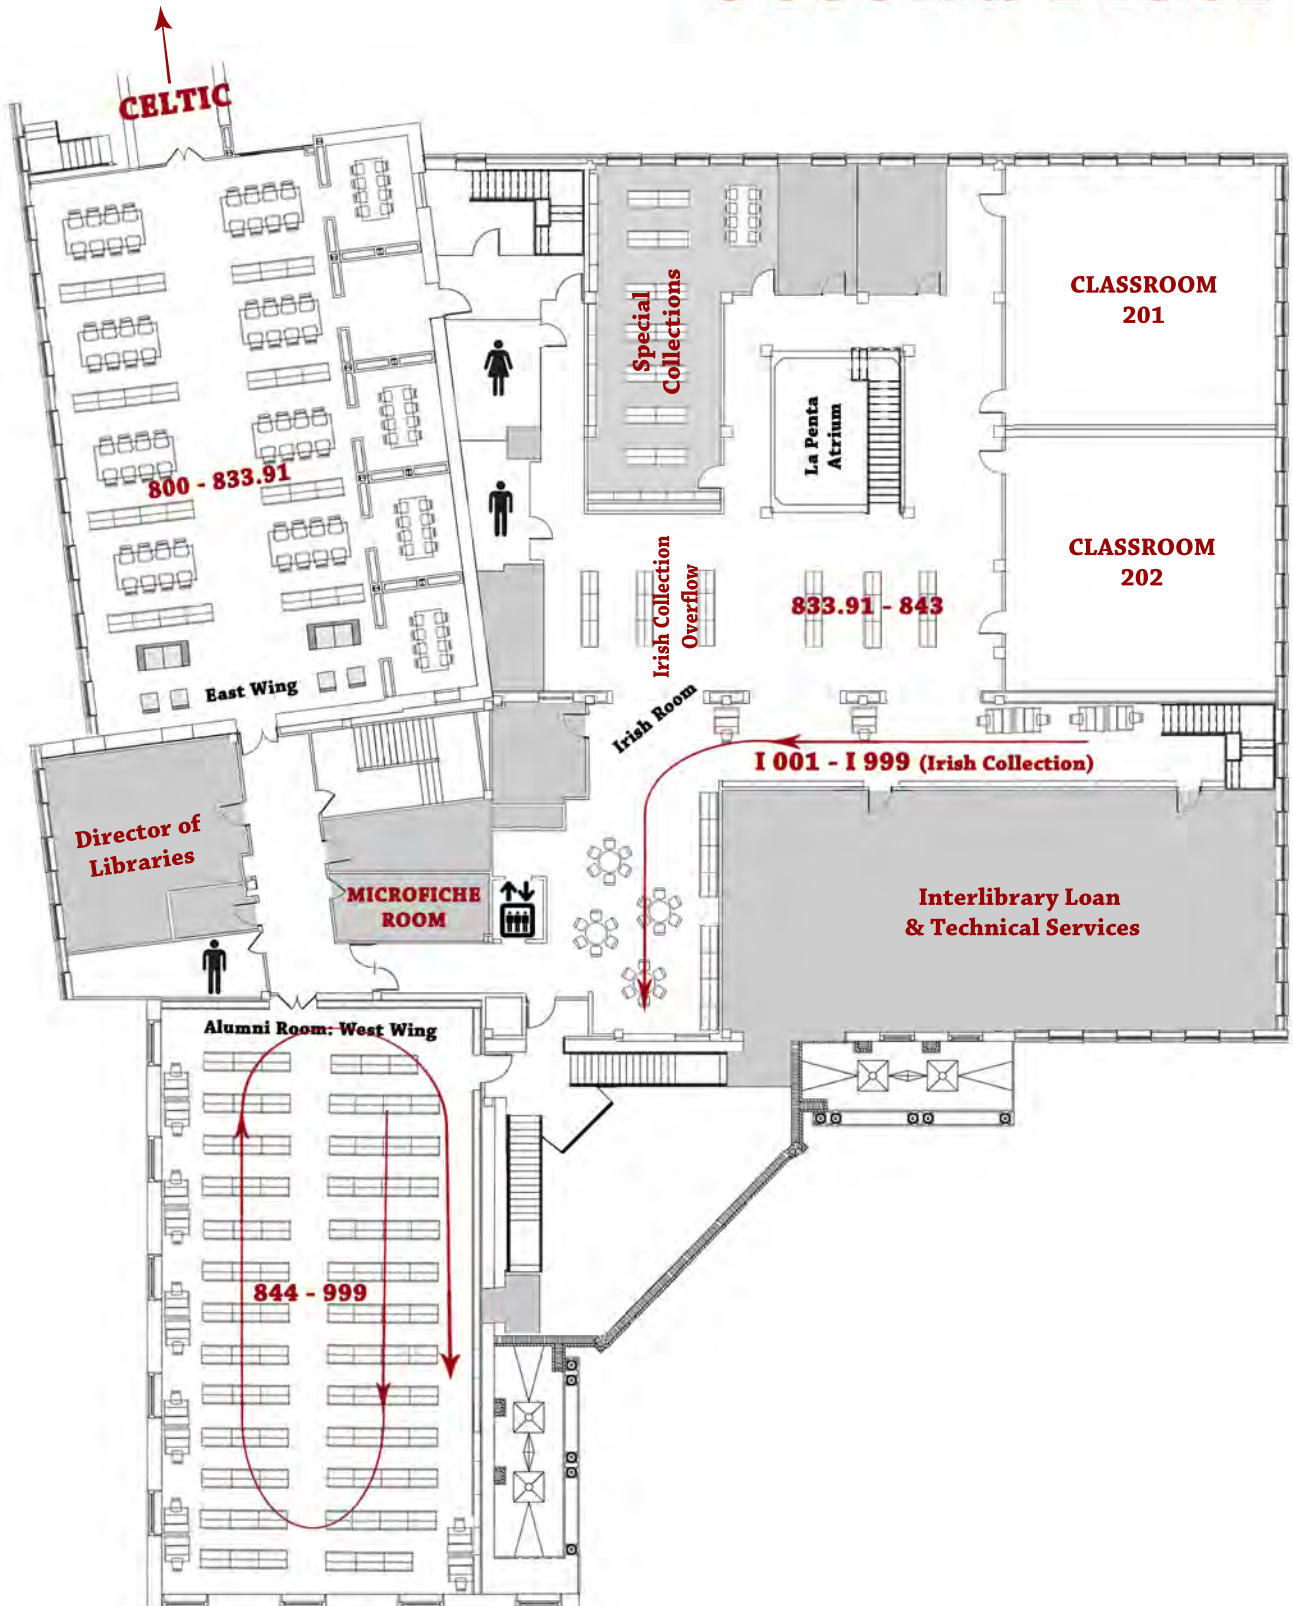 CELTIC
CLASSROOM
201
Special
Collections
La Penta
Atrium
800 - 833.91
CLASSROOM
202
Irish Collection
Overflow
833.91 - 843
East Wing
Irish Room
I 001 - I 999 (Irish Collection)
Director of
Libraries
MICROFICHE
ROOM
Interlibrary Loan
& Technical Services
Alumni Room: West Wing
844 - 999